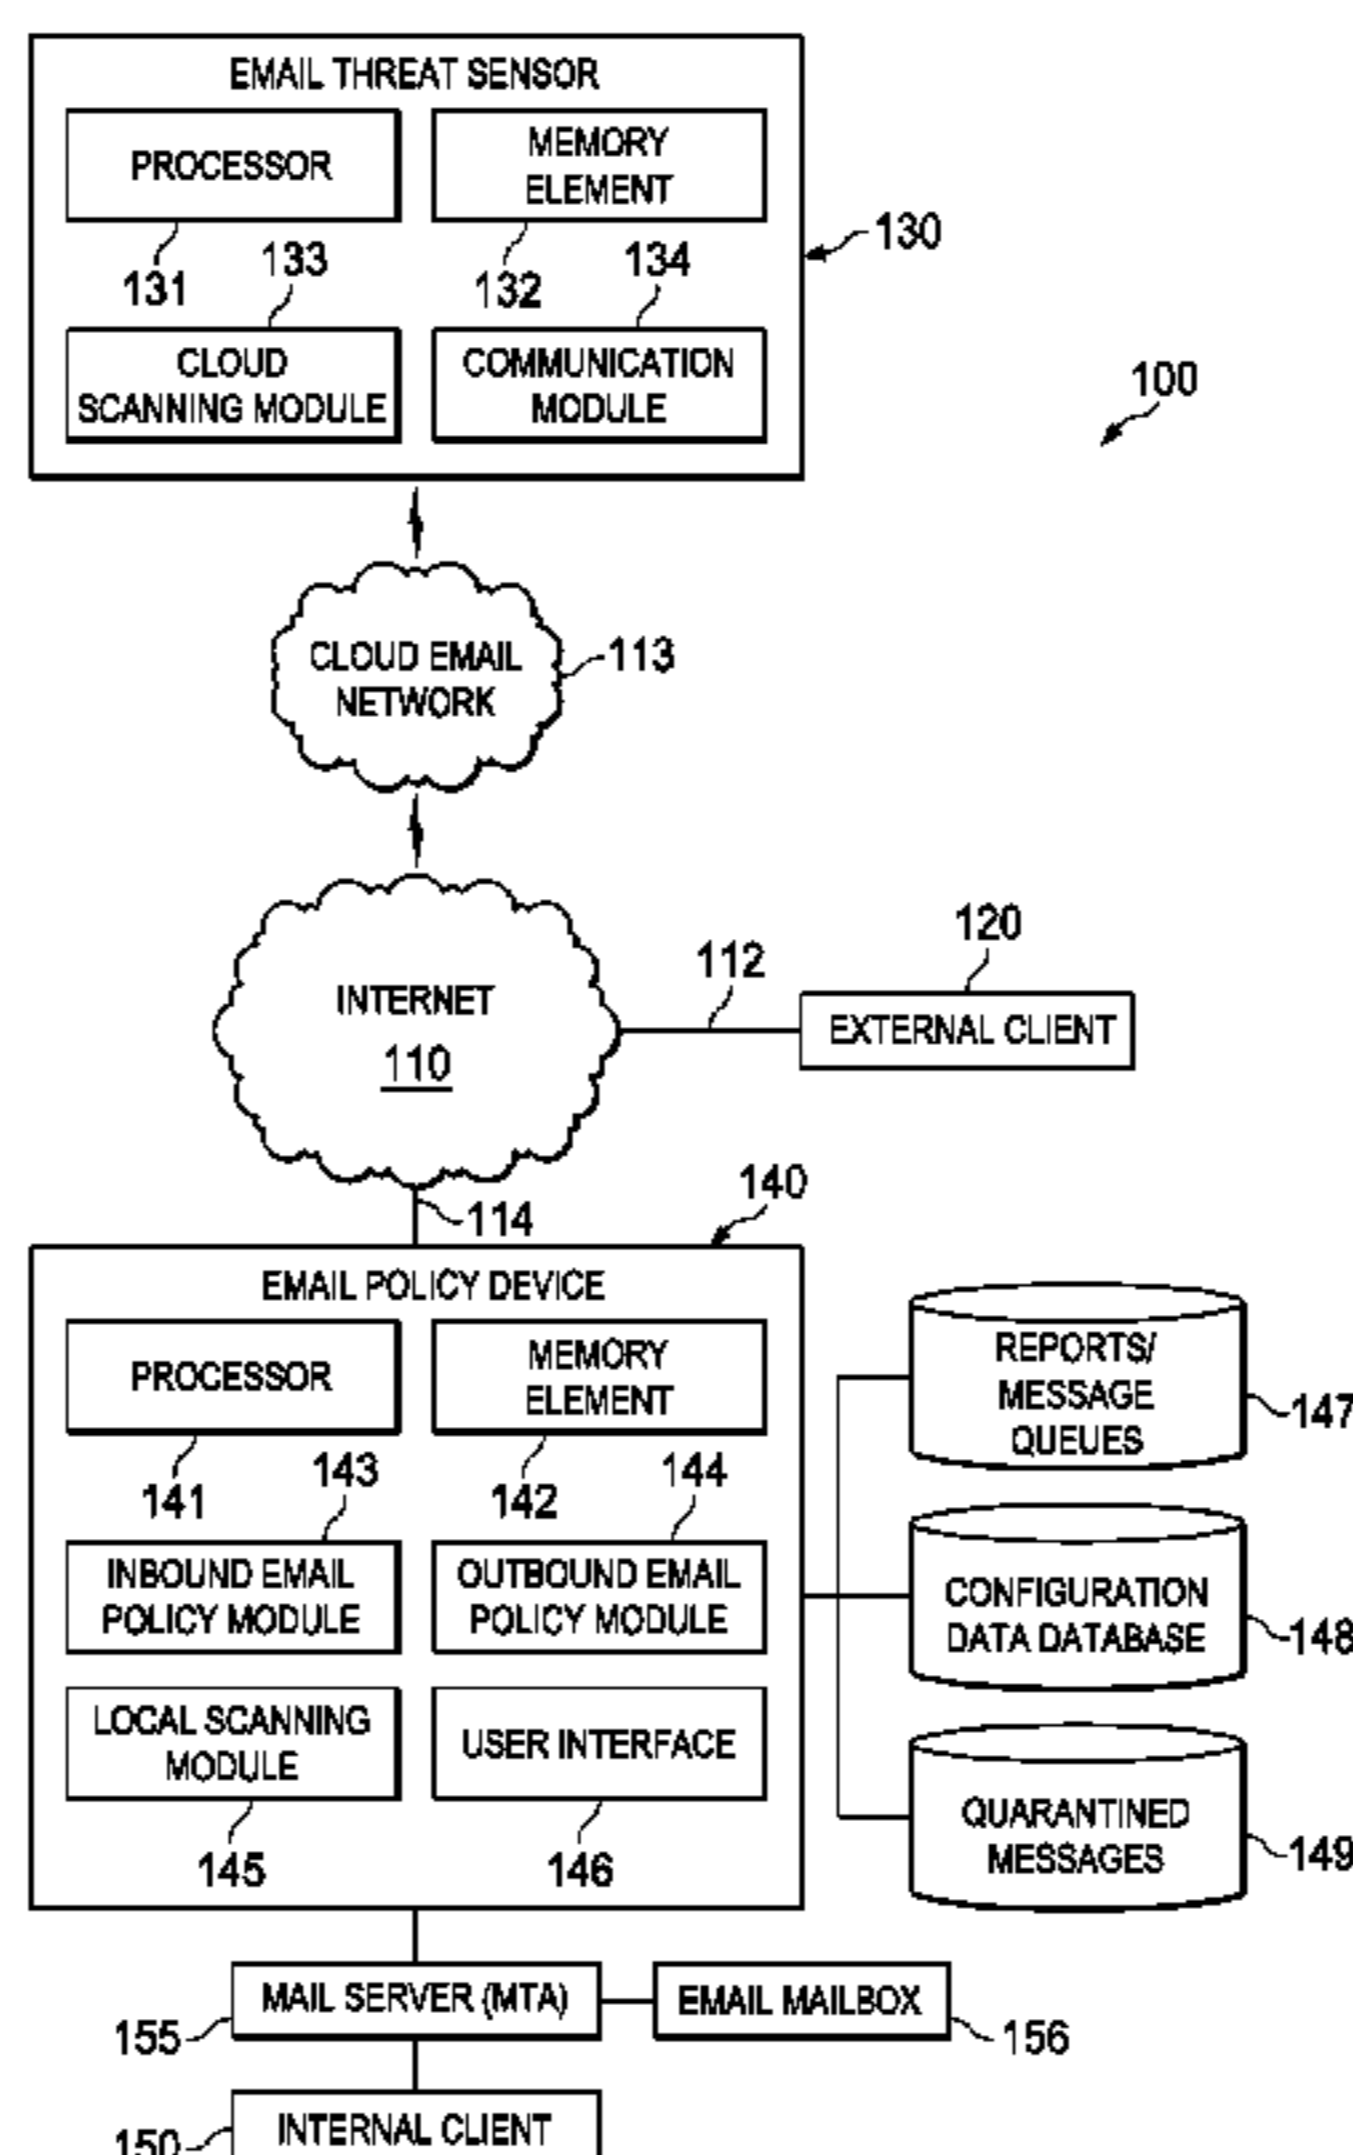 EMAIL THREAT SENSOR
PROCESSOR
MEMORY
ELEMENT
130
131
133
132
134
CLOUD
SCANNING MODULE
COMMUNICATION
MODULE
100
CLOUD EMAIL
NETWORK
113
INTERNET
110
112
120
EXTERNAL CLIENT
114
140
EMAIL POLICY DEVICE
PROCESSOR
MEMORY
ELEMENT
141
143
142
144
INBOUND EMAIL
POLICY MODULE
OUTBOUND EMAIL
POLICY MODULE
LOCAL SCANNING
MODULE
USER INTERFACE
145
146
REPORTS/
MESSAGE
QUEUES
147
CONFIGURATION
DATA DATABASE
148
QUARANTINED
MESSAGES
149
MAIL SERVER (MTA)
EMAIL MAILBOX
155
156
INTERNAL CLIENT
150